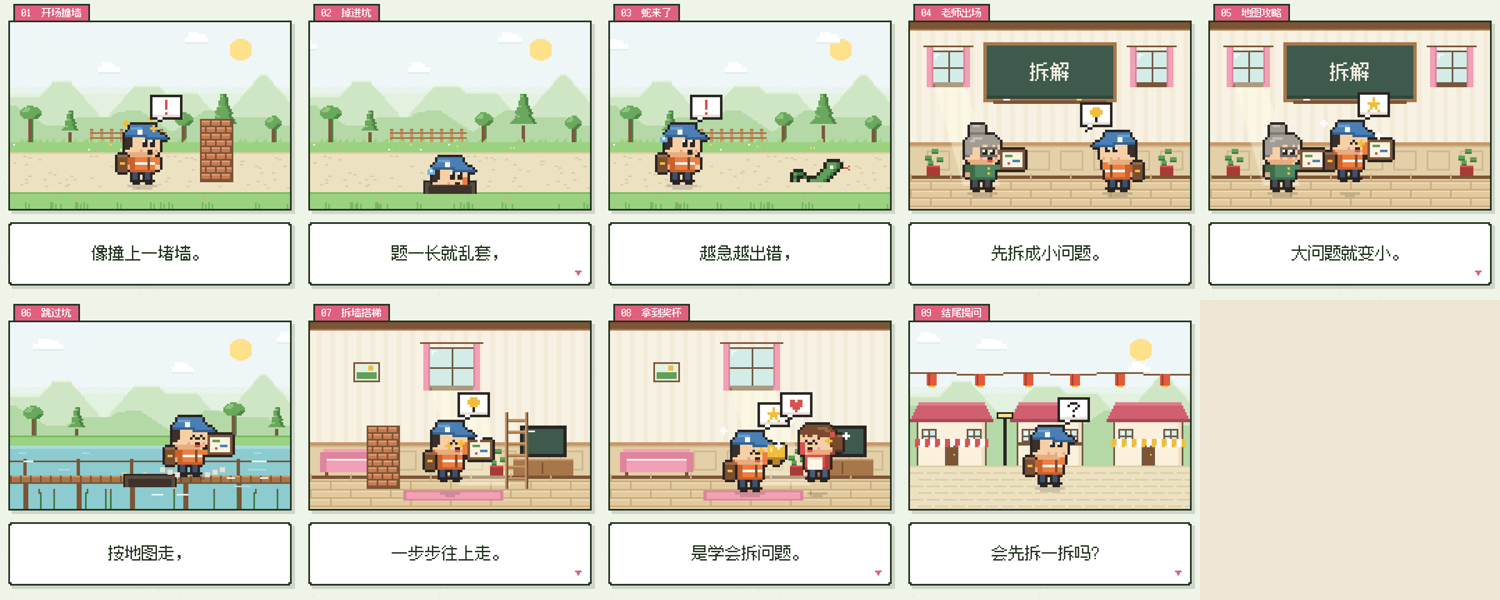 01 开场撞墙
02 掉进坑
03 蛇来了
04 老师出场
05 地图攻略
!
!
拆解
拆解
像撞上一堵墙。
题一长就乱套，
越急越出错，
先拆成小问题。
大问题就变小。
06 跳过坑
07 拆墙搭梯
08 拿到奖杯
09 结尾提问
?
按地图走，
一步步往上走。
是学会拆问题。
会先拆一拆吗?